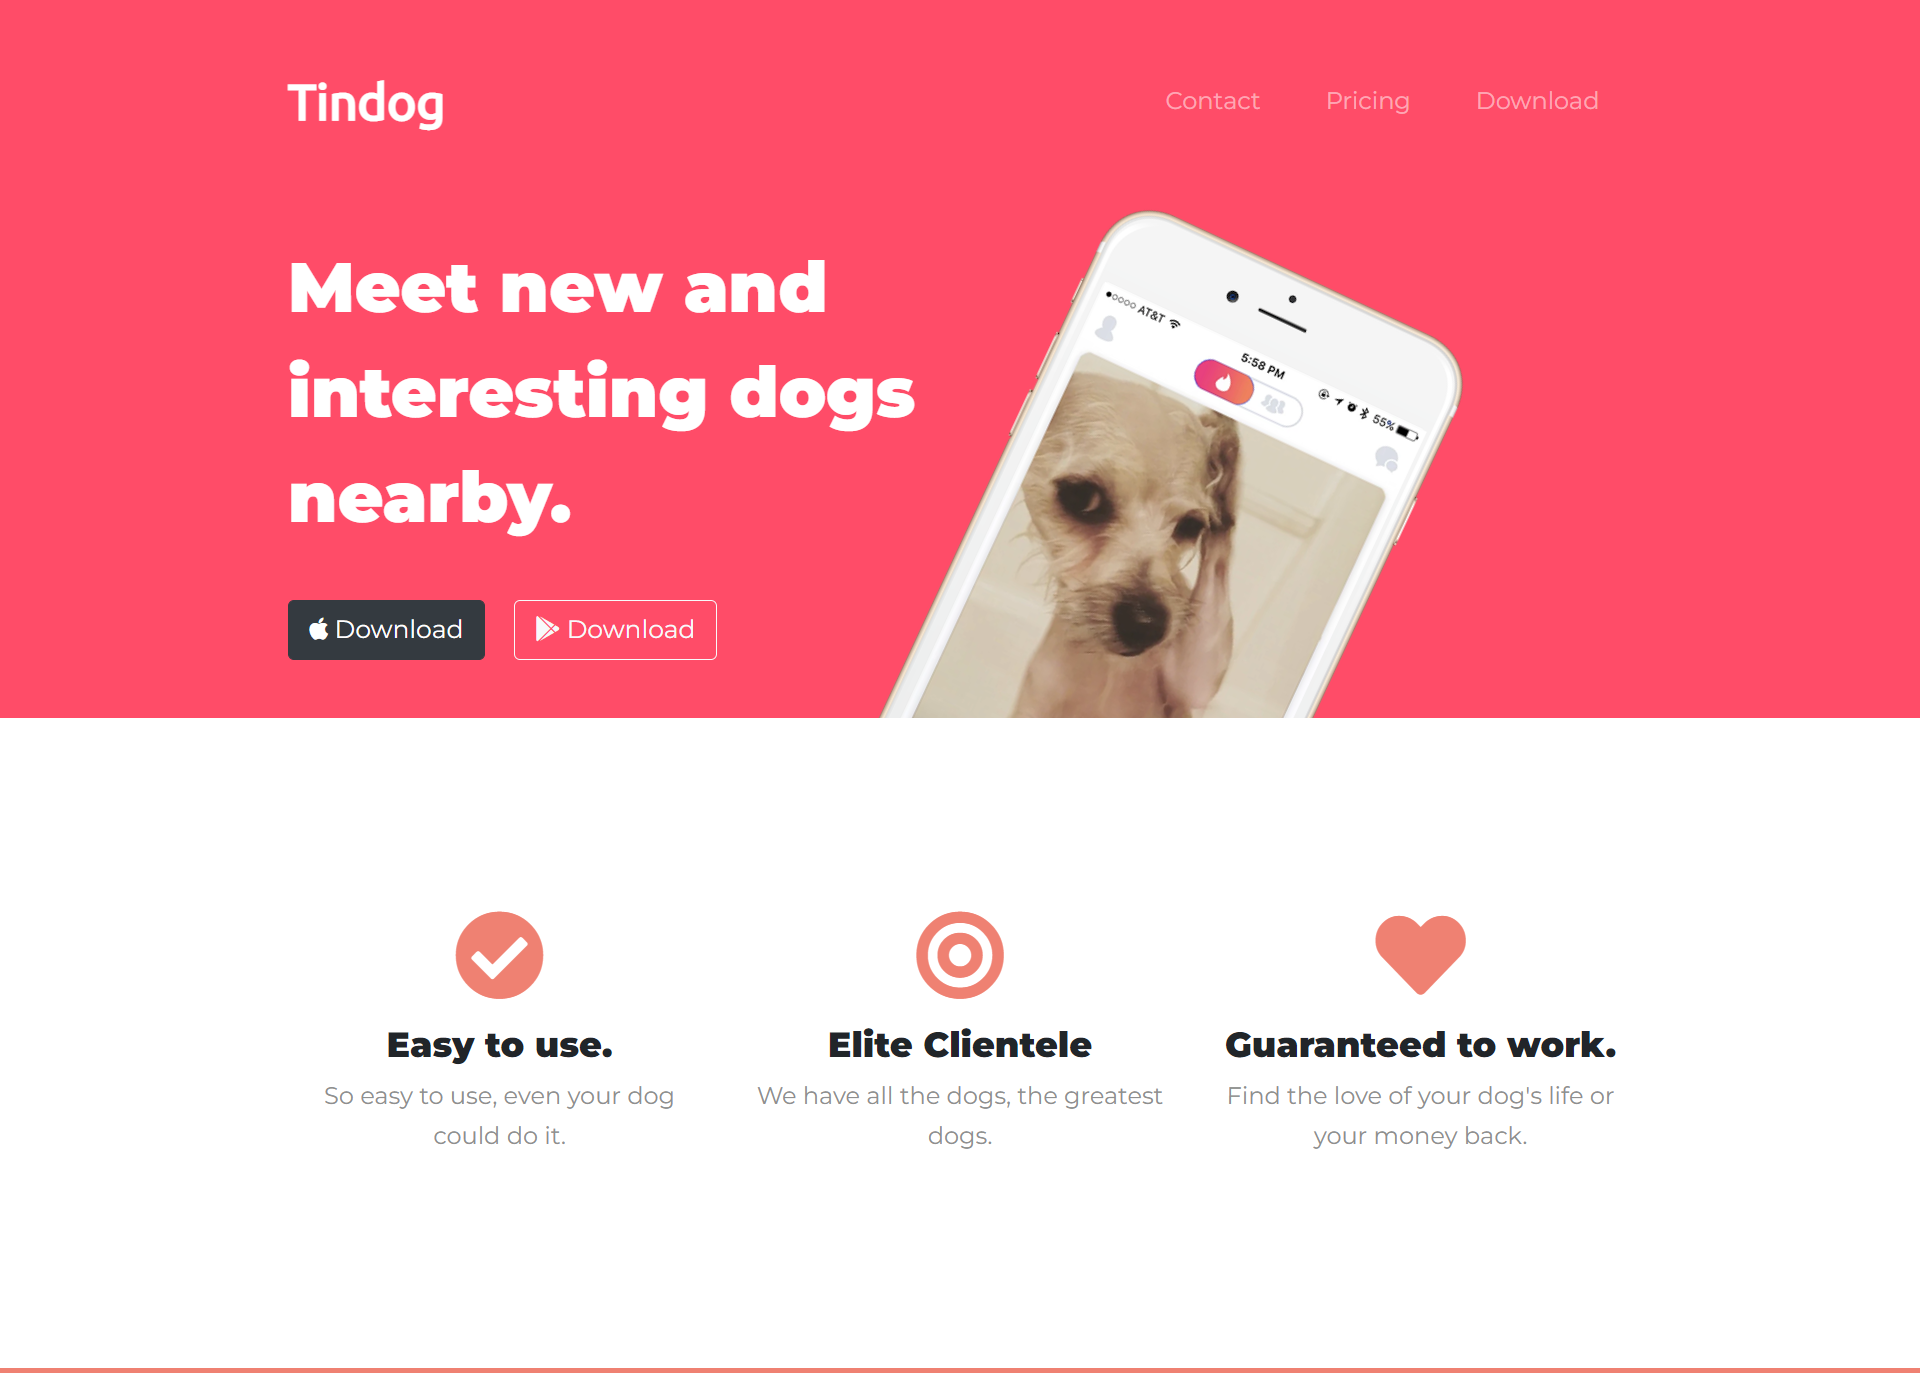 Tindog
Contact Pricing Download
Meet new and
interesting dogs
nearby.
Download Download
AT&T
5:58 PM
55%
Easy to use.
So easy to use, even your dog
could do it.
Elite Clientele
We have all the dogs, the greatest
dogs.
Guaranteed to work.
Find the love of your dog's life or
your money back.